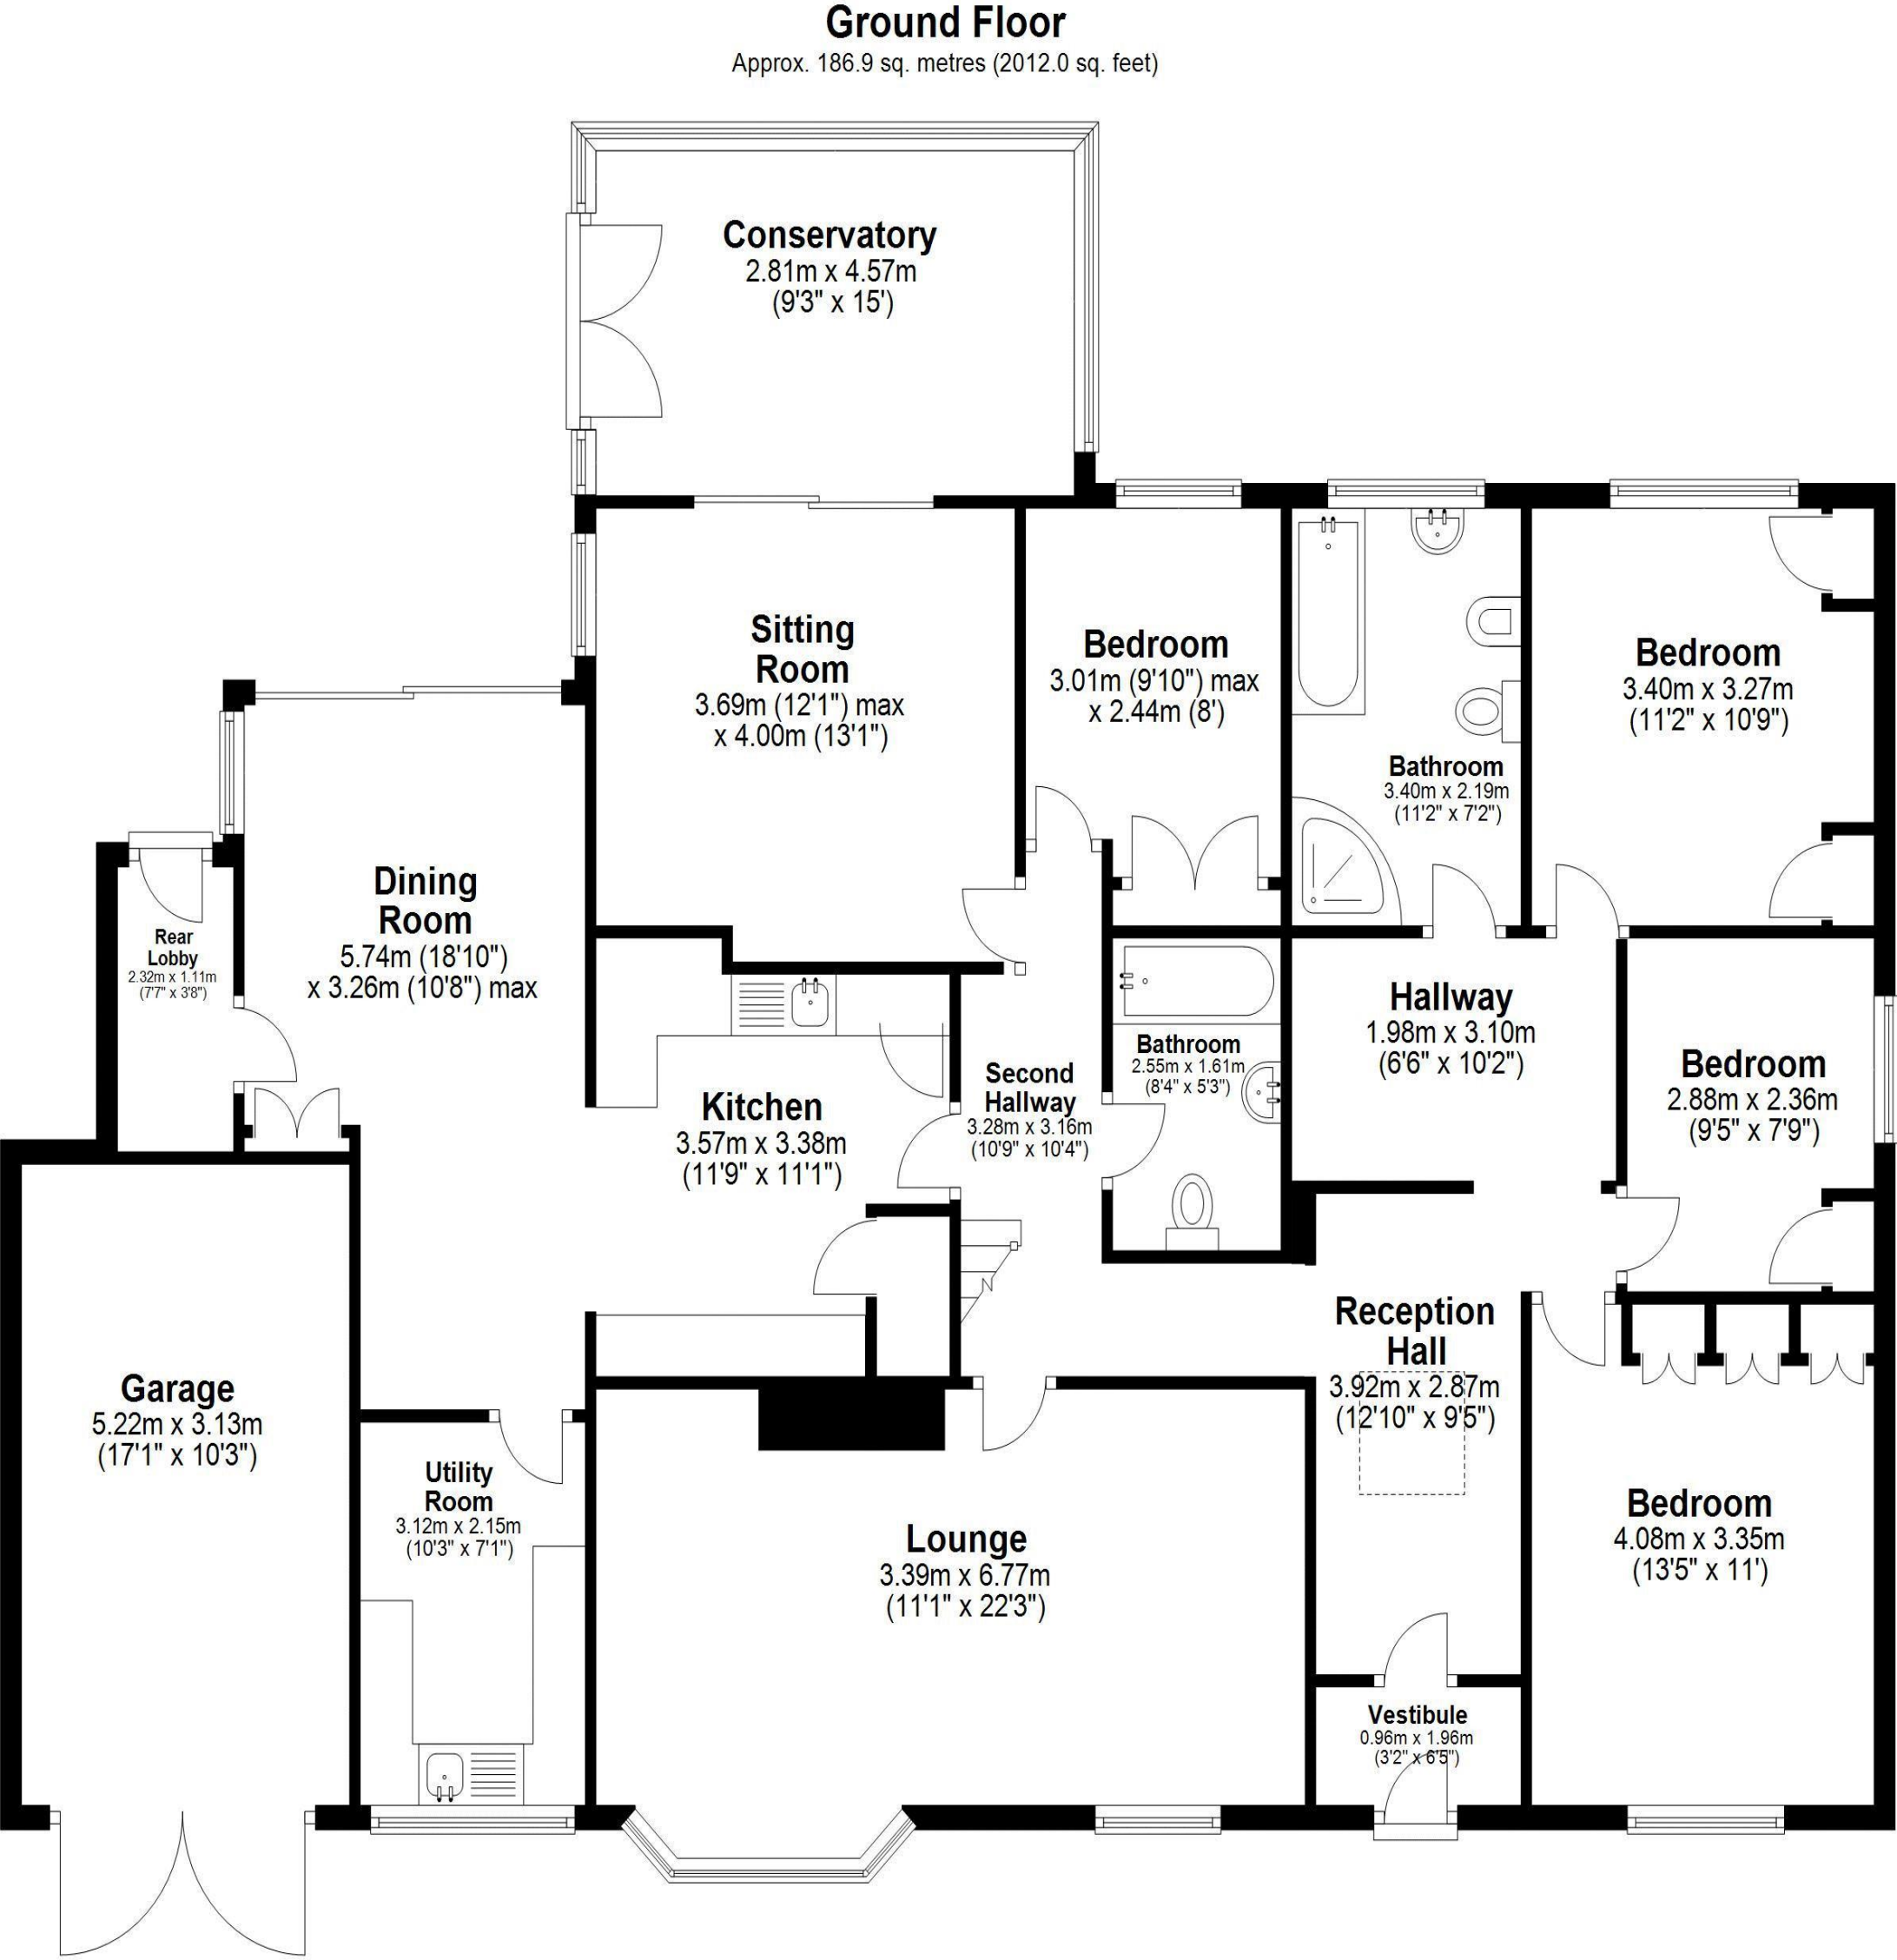 Ground Floor
Approx. 186.9 sq. metres (2012.0 sq. feet)
Conservatory
2.81m x 4.57m
(9'3" x 15')
Sitting
Room
3.69m (12'1") max
x 4.00m (13'1")
Bedroom
3.01m (9'10") max
x 2.44m (8')
Bathroom
3.40m x 2.19m
(11'2" x 7'2")
Bedroom
3.40m x 3.27m
(11'2" x 10'9")
Dining
Room
5.74m (18'10")
x 3.26m (10'8") max
Rear
Lobby
2.32m x 1.11m
(7'7" x 3'8")
Kitchen
3.57m x 3.38m
(11'9" x 11'1")
Second
Hallway
3.28m x 3.16m
(10'9" x 10'4")
Bathroom
2.55m x 1.61m
(8'4" x 5'3")
Hallway
1.98m x 3.10m
(6'6" x 10'2")
Bedroom
2.88m x 2.36m
(9'5" x 7'9")
Garage
5.22m x 3.13m
(17'1" x 10'3")
Utility
Room
3.12m x 2.15m
(10'3" x 7'1")
Lounge
3.39m x 6.77m
(11'1" x 22'3")
Reception
Hall
3.92m x 2.87m
(12'10" x 9'5")
Bedroom
4.08m x 3.35m
(13'5" x 11')
Vestibule
0.96m x 1.96m
(3'2" x 6'5")